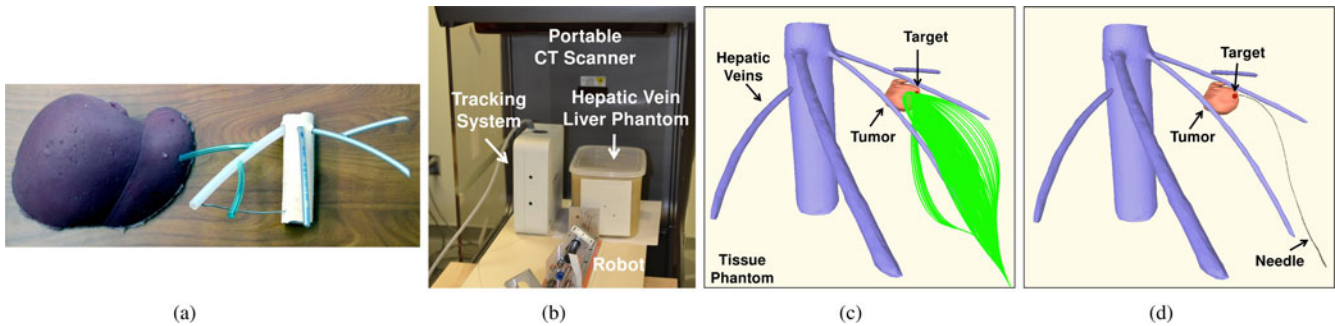 Portable
CT Scanner
Tracking
System
Hepatic Vein
Liver Phantom
Robot
Hepatic
Veins
Target
Tumor
Tissue
Phantom
Target
Tumor
Needle
(a)
(b)
(c)
(d)